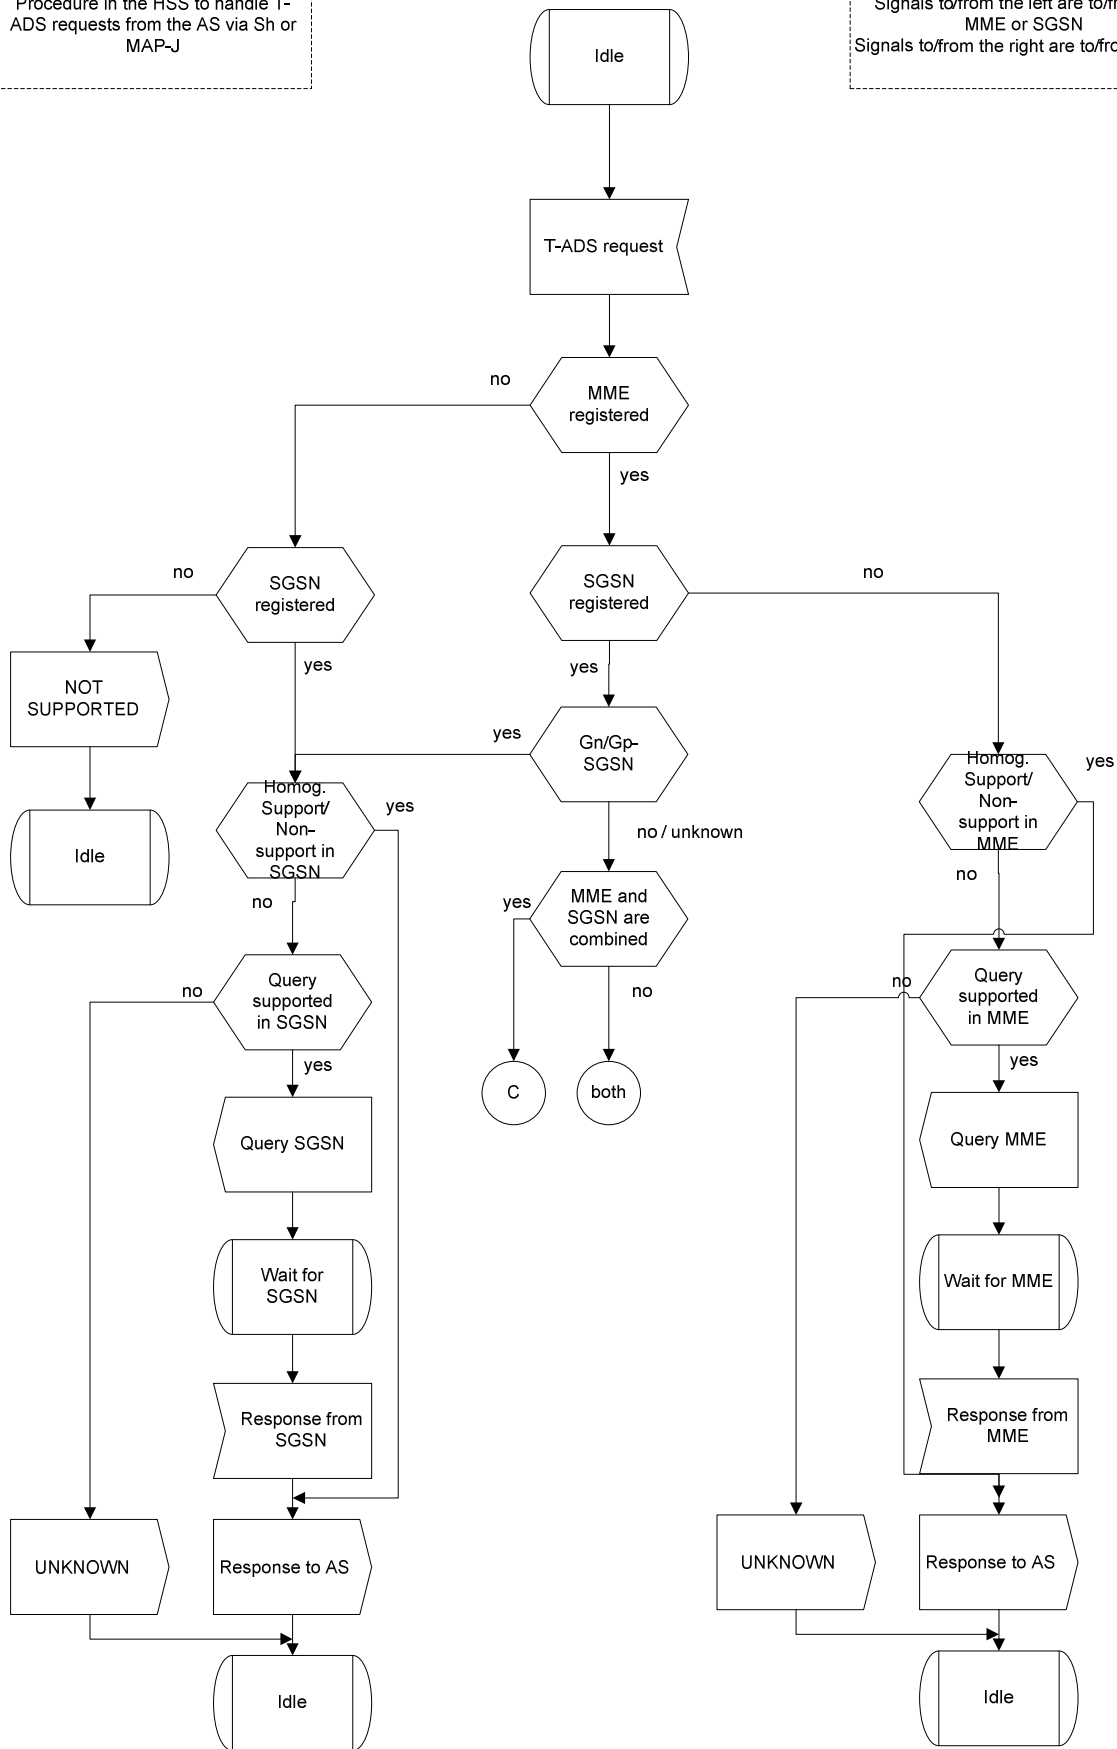 Procedure in the HSS to handle T-
ADS requests from the AS via Sh or
MAP-J
Signals to/from the left are to/fr
MME or SGSN
Signals to/from the right are to/fro
Idle
T-ADS request
no
MME
registered
yes
no
SGSN
registered
yes
SGSN
registered
no
yes
NOT
SUPPORTED
Idle
yes
Gn/Gp-
SGSN
no / unknown
Homog.
Support/
Non-
support in
SGSN
yes
no
Homog.
Support/
Non-
support in
MME
yes
no
yes
MME and
SGSN are
combined
no
C
both
no
Query
supported
in SGSN
yes
no
Query
supported
in MME
yes
Query SGSN
Query MME
Wait for
SGSN
Wait for MME
Response from
SGSN
Response from
MME
UNKNOWN
Response to AS
UNKNOWN
Response to AS
Idle
Idle